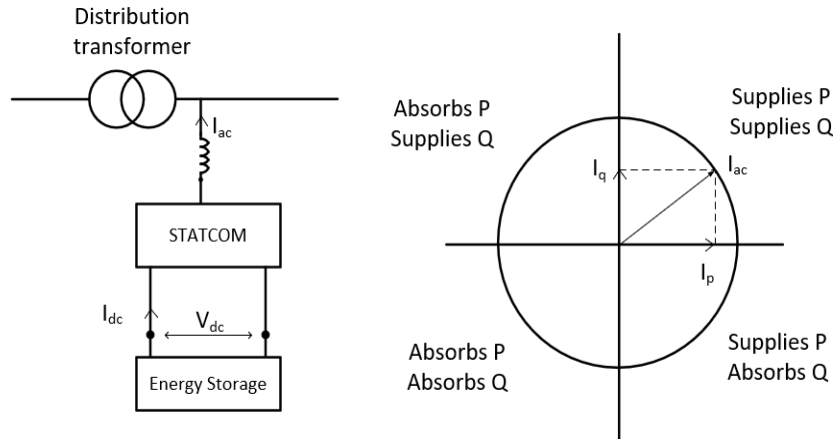 Distribution
transformer
I_ac
STATCOM
I_dc
V_dc
Energy Storage
Absorbs P
Supplies Q
Supplies P
Supplies Q
I_q
I_ac
I_p
Absorbs P
Absorbs Q
Supplies P
Absorbs Q